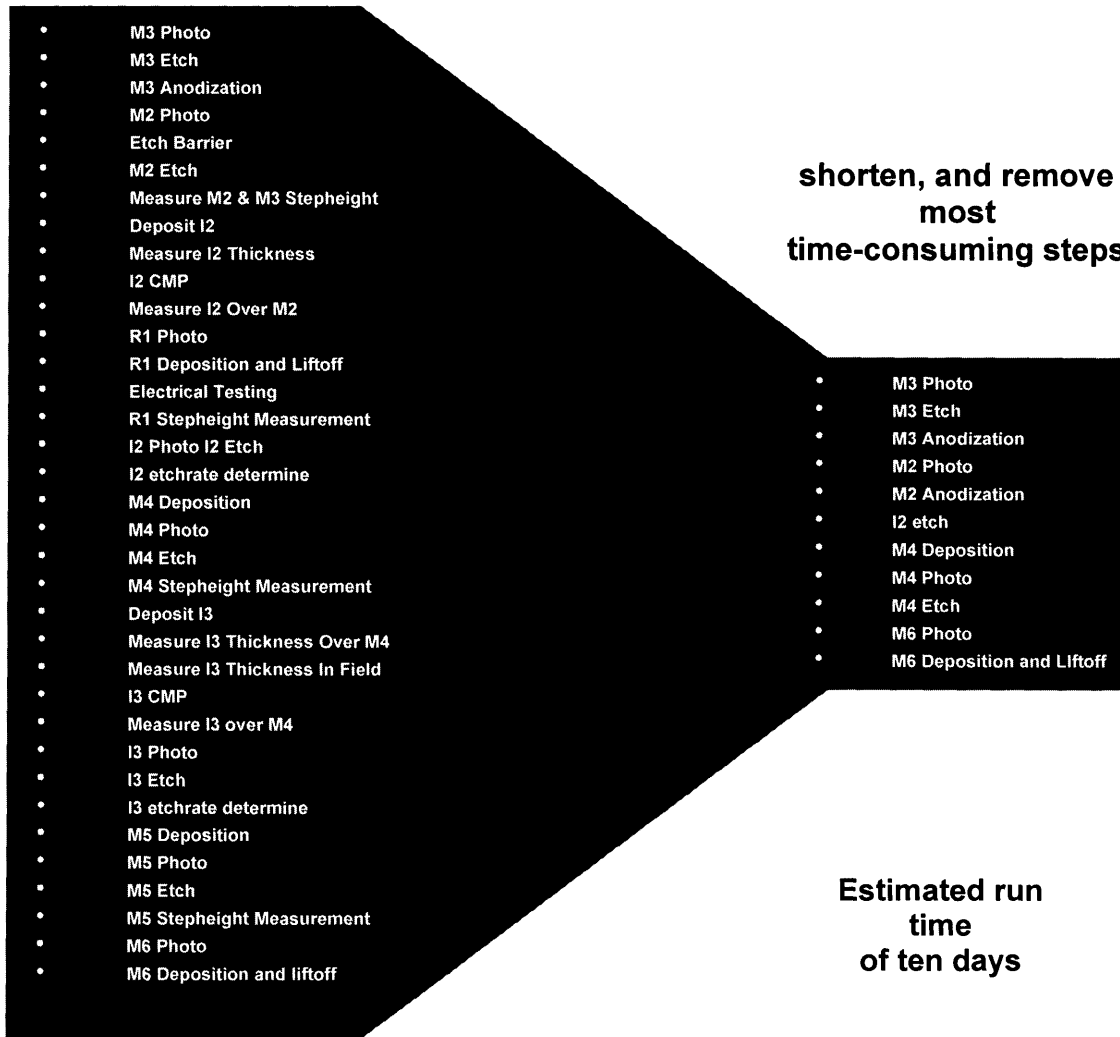 • M3 Photo
• M3 Etch
• M3 Anodization
• M2 Photo
• Etch Barrier
• M2 Etch
• Measure M2 & M3 Stepheight
• Deposit I2
• Measure I2 Thickness
• I2 CMP
• Measure I2 Over M2
• R1 Photo
• R1 Deposition and Liftoff
• Electrical Testing
• R1 Stepheight Measurement
• I2 Photo I2 Etch
• I2 etchrate determine
• M4 Deposition
• M4 Photo
• M4 Etch
• M4 Stepheight Measurement
• Deposit I3
• Measure I3 Thickness Over M4
• Measure I3 Thickness In Field
• I3 CMP
• Measure I3 over M4
• I3 Photo
• I3 Etch
• I3 etchrate determine
• M5 Deposition
• M5 Photo
• M5 Etch
• M5 Stepheight Measurement
• M6 Photo
• M6 Deposition and liftoff
shorten, and remove
most
time-consuming steps
• M3 Photo
• M3 Etch
• M3 Anodization
• M2 Photo
• M2 Anodization
• I2 etch
• M4 Deposition
• M4 Photo
• M4 Etch
• M6 Photo
• M6 Deposition and LIftoff
Estimated run
time
of ten days